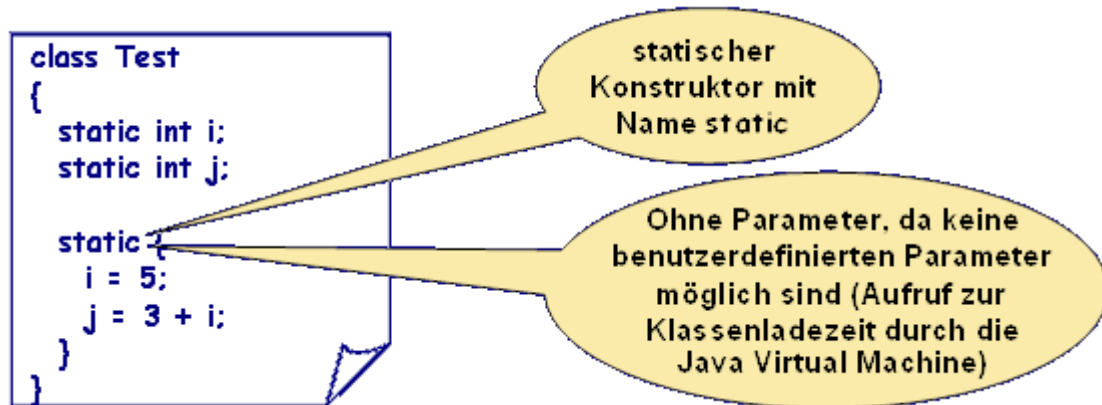 class Test
{
static int i;
static int j;
static {
i = 5;
j = 3 + i;
}
}
statischer
Konstruktor mit
Name static
Ohne Parameter, da keine
benutzerdefinierten Parameter
möglich sind (Aufruf zur
Klassenladezeit durch die
Java Virtual Machine)